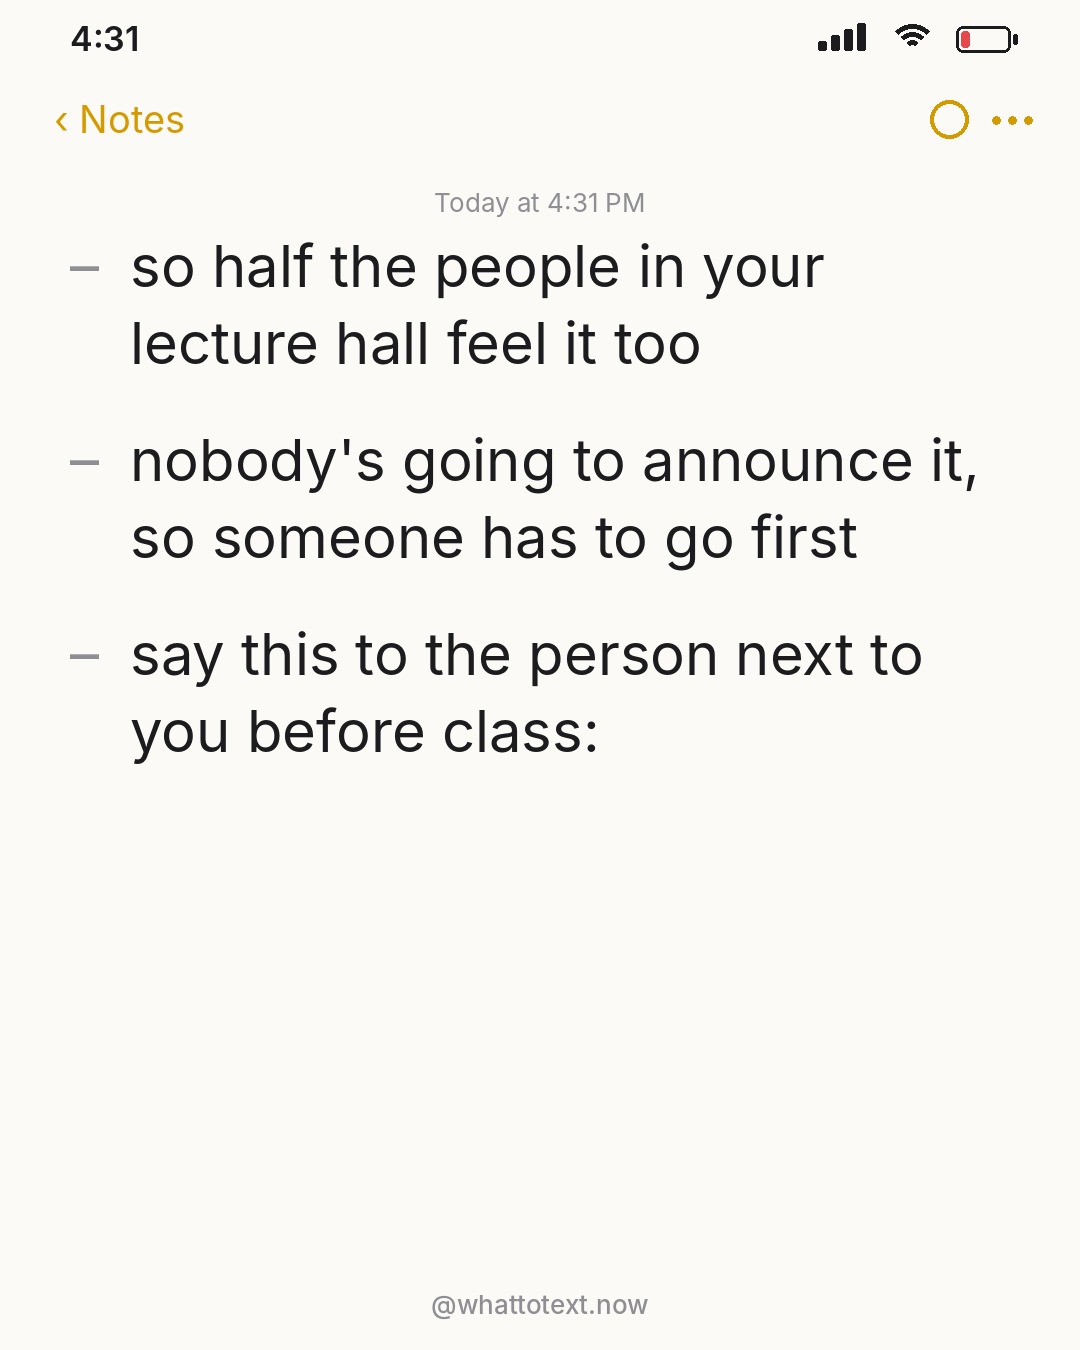 4:31
‹ Notes
Today at 4:31 PM
– so half the people in your
lecture hall feel it too
– nobody's going to announce it,
so someone has to go first
– say this to the person next to
you before class:
@whattotext.now